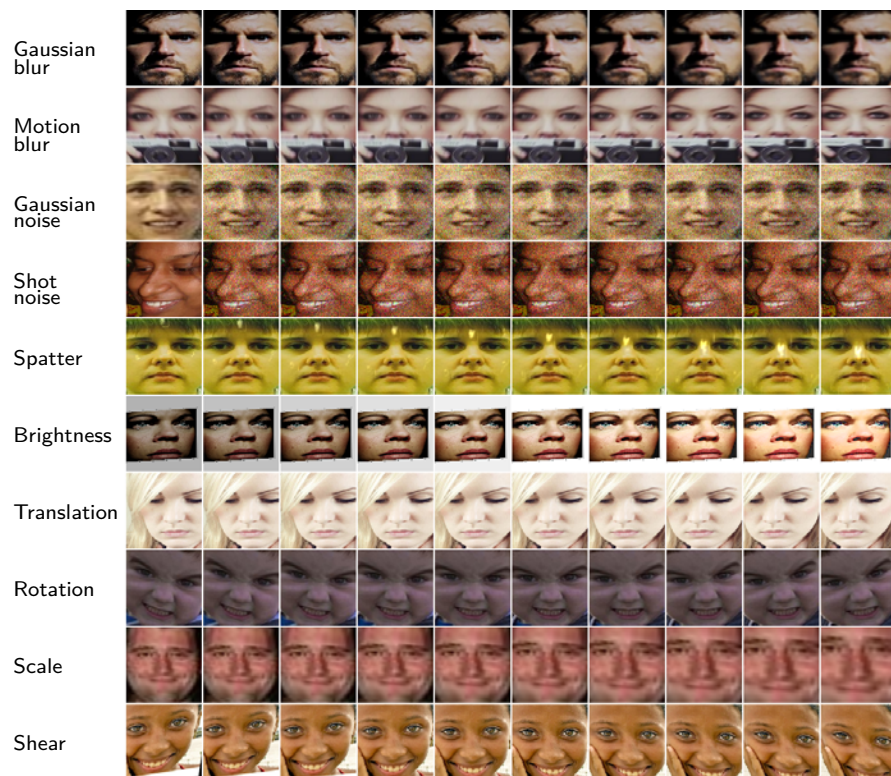 Gaussian
blur
Motion
blur
Gaussian
noise
Shot
noise
Spatter
Brightness
Translation
Rotation
Scale
Shear